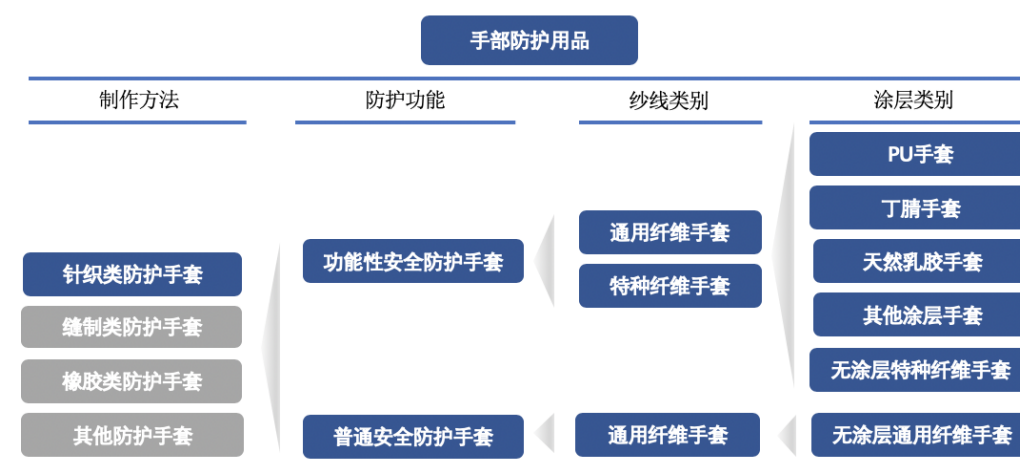 手部防护用品
制作方法
防护功能
纱线类别
涂层类别
PU手套
丁腈手套
通用纤维手套
功能性安全防护手套
天然乳胶手套
针织类防护手套
特种纤维手套
其他涂层手套
缝制类防护手套
无涂层特种纤维手套
橡胶类防护手套
其他防护手套
普通安全防护手套
通用纤维手套
无涂层通用纤维手套